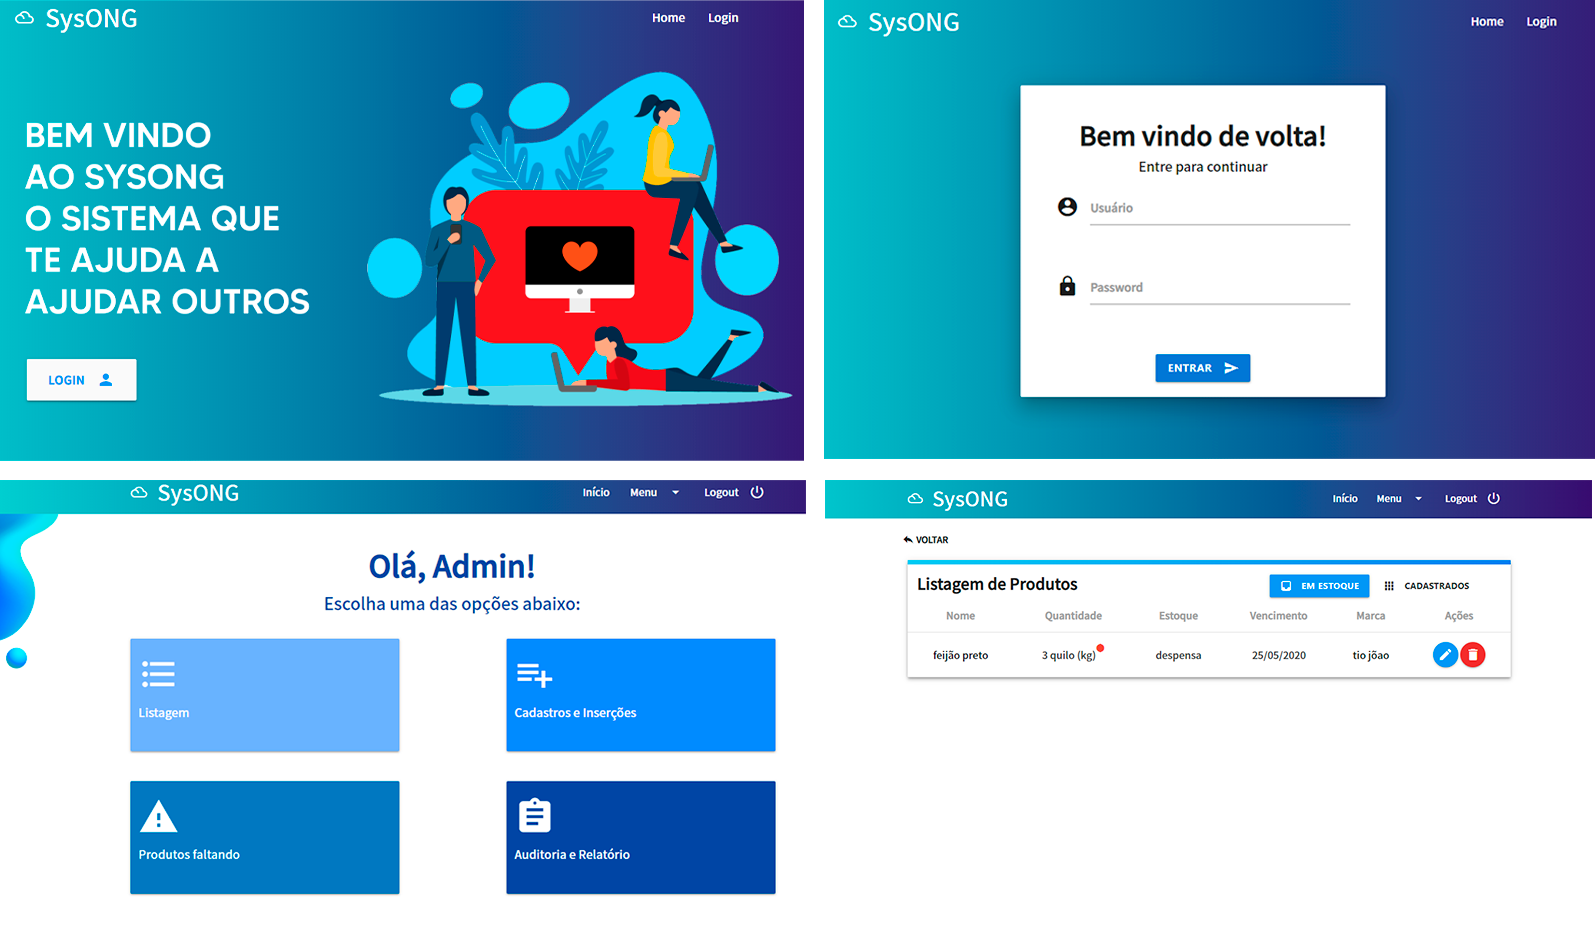 SysONG
Home Login
BEM VINDO
AO SYSONG
O SISTEMA QUE
TE AJUDA A
AJUDAR OUTROS
LOGIN
SysONG
Home Login
Bem vindo de volta!
Entre para continuar
Usuário
Password
ENTRAR
SysONG
Início Menu Logout
Olá, Admin!
Escolha uma das opções abaixo:
Listagem
Cadastros e Inserções
Produtos faltando
Auditoria e Relatório
SysONG
Início Menu Logout
VOLTAR
Listagem de Produtos
EM ESTOQUE CADASTRADOS
Nome Quantidade Estoque Vencimento Marca Ações
feijão preto 3 quilo (kg) despensa 25/05/2020 tio jõao